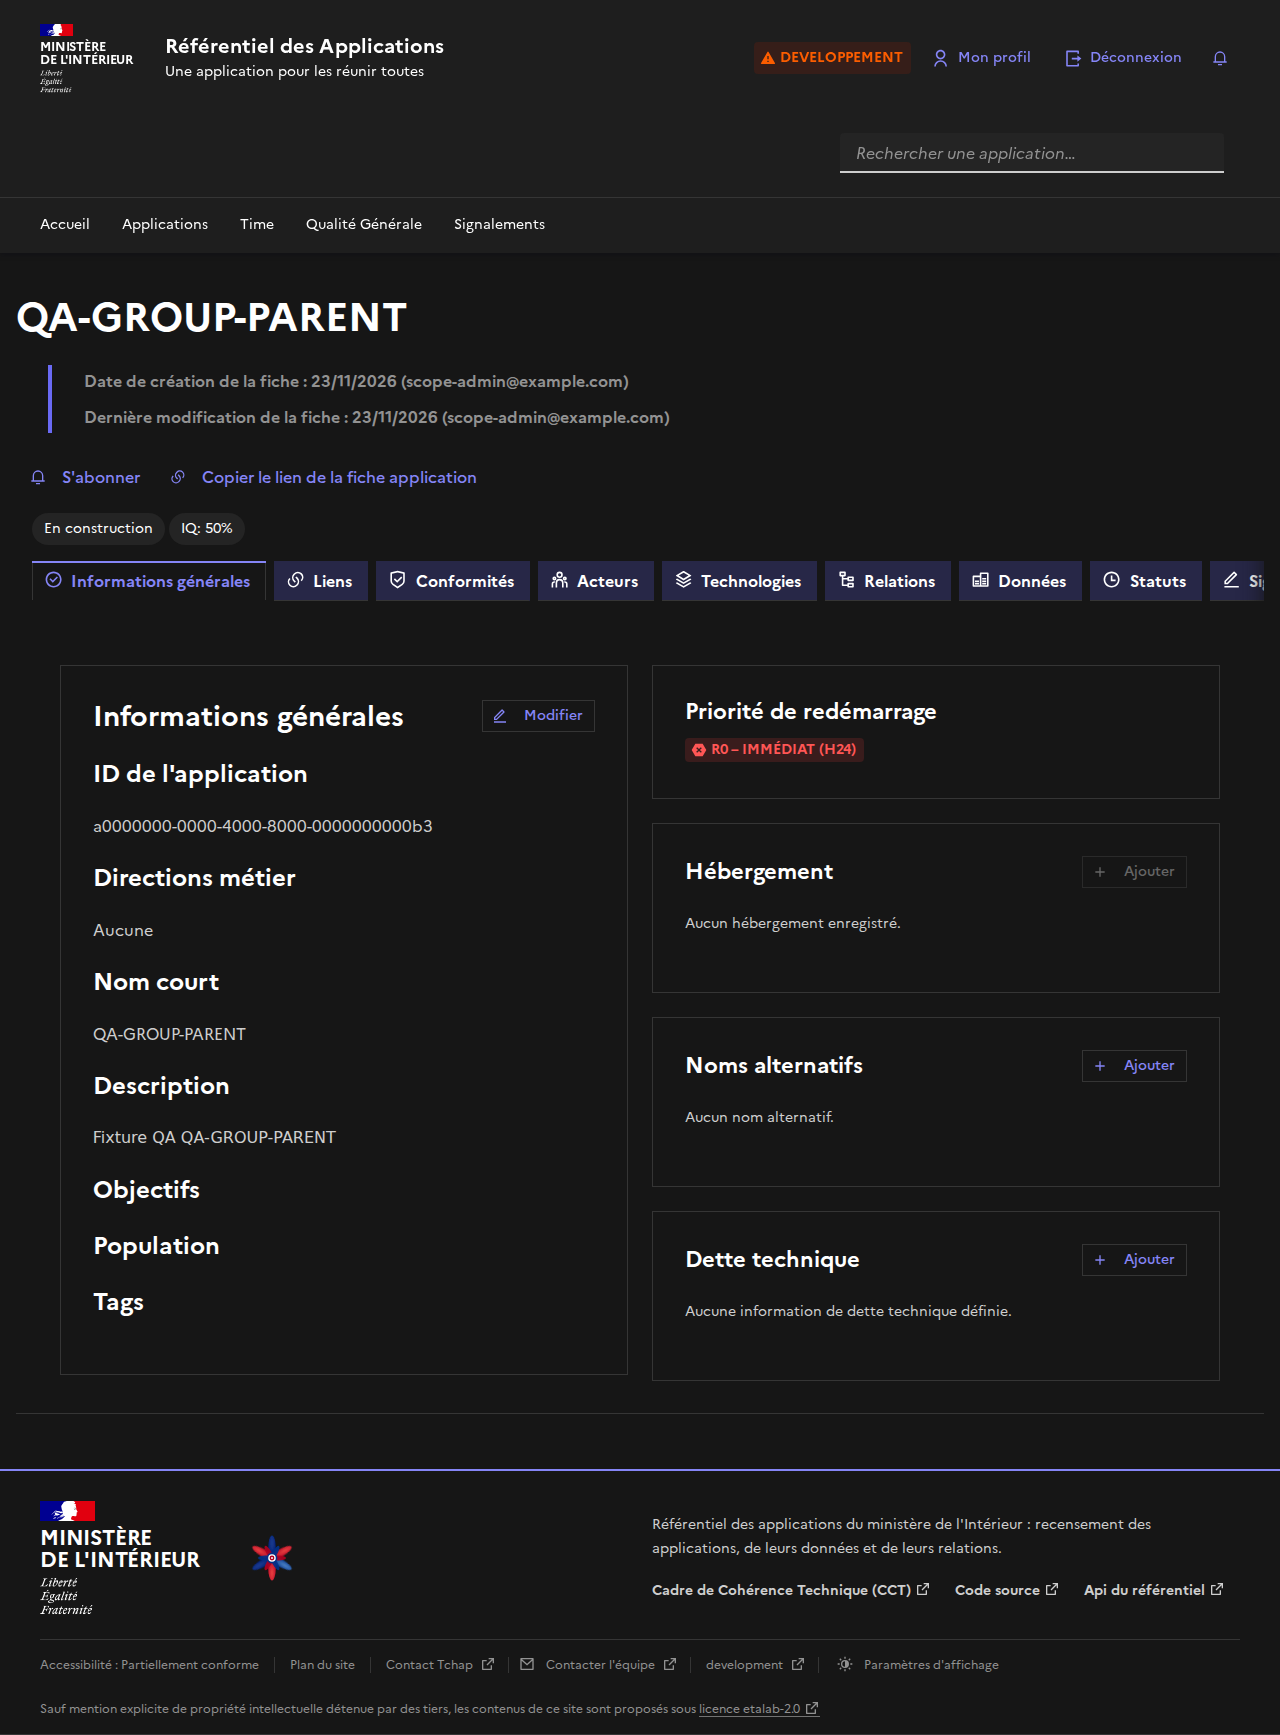 MINISTÈRE
DE L'INTÉRIEUR
Liberté
Égalité
Fraternité
Référentiel des Applications
Une application pour les réunir toutes
DEVELOPPEMENT
Mon profil
Déconnexion
Rechercher une application...
Accueil
Applications
Time
Qualité Générale
Signalements
QA-GROUP-PARENT
Date de création de la fiche : 23/11/2026 (scope-admin@example.com)
Dernière modification de la fiche : 23/11/2026 (scope-admin@example.com)
S'abonner
Copier le lien de la fiche application
En construction
IQ: 50%
Informations générales
Liens
Conformités
Acteurs
Technologies
Relations
Données
Statuts
Informations générales
Modifier
ID de l'application
a0000000-0000-4000-8000-0000000000b3
Directions métier
Aucune
Nom court
QA-GROUP-PARENT
Description
Fixture QA QA-GROUP-PARENT
Objectifs
Population
Tags
Priorité de redémarrage
R0 – IMMÉDIAT (H24)
Hébergement
Ajouter
Aucun hébergement enregistré.
Noms alternatifs
Ajouter
Aucun nom alternatif.
Dette technique
Ajouter
Aucune information de dette technique définie.
MINISTÈRE
DE L'INTÉRIEUR
Liberté
Égalité
Fraternité
Référentiel des applications du ministère de l'Intérieur : recensement des
applications, de leurs données et de leurs relations.
Cadre de Cohérence Technique (CCT)
Code source
Api du référentiel
Accessibilité : Partiellement conforme
Plan du site
Contact Tchap
Contacter l'équipe
development
Paramètres d'affichage
Sauf mention explicite de propriété intellectuelle détenue par des tiers, les contenus de ce site sont proposés sous licence etalab-2.0